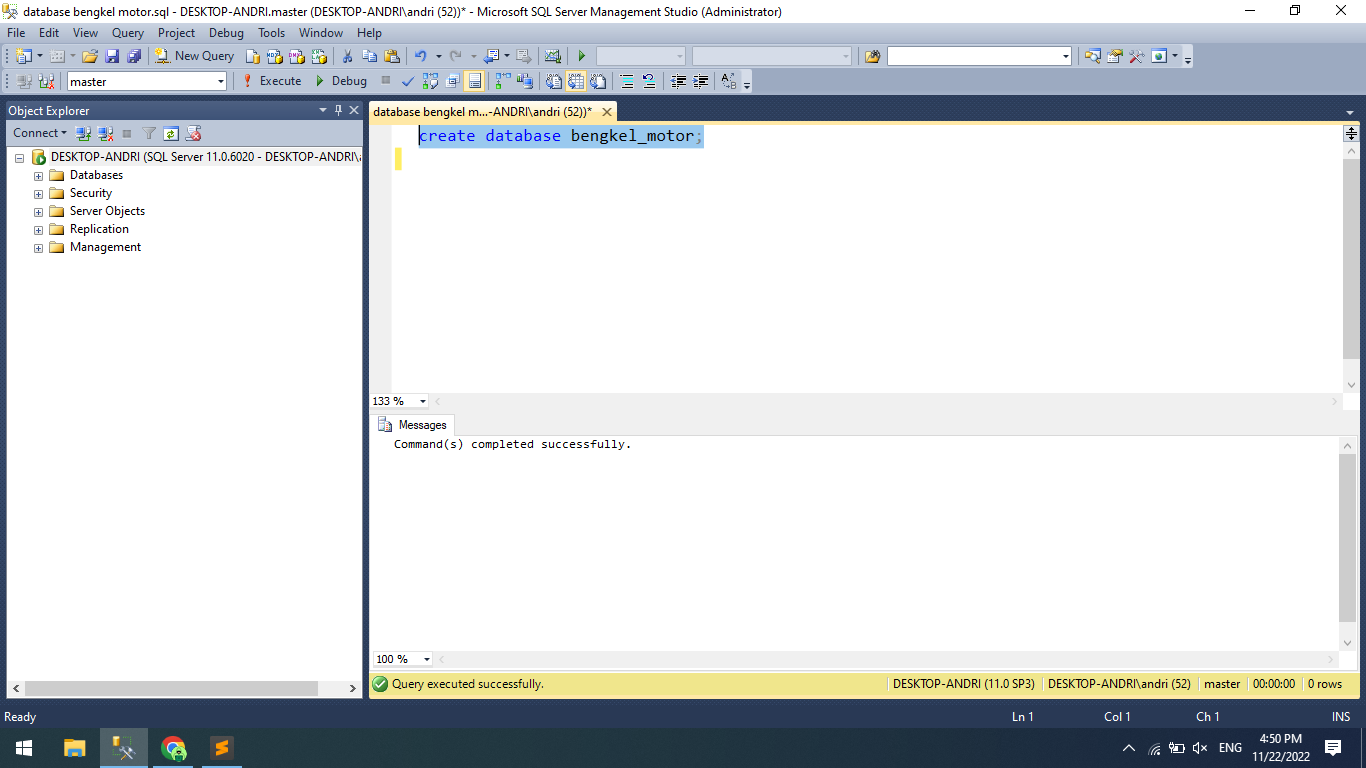 database bengkel motor.sql - DESKTOP-ANDRI.master (DESKTOP-ANDRI\andri (52))* - Microsoft SQL Server Management Studio (Administrator)
File Edit View Query Project Debug Tools Window Help
New Query
master Execute Debug
Object Explorer
Connect
DESKTOP-ANDRI (SQL Server 11.0.6020 - DESKTOP-ANDRI\
Databases
Security
Server Objects
Replication
Management
database bengkel m...-ANDRI\andri (52))*
create database bengkel_motor;
133 %
Messages
Command(s) completed successfully.
100 %
Query executed successfully. DESKTOP-ANDRI (11.0 SP3) DESKTOP-ANDRI\andri (52) master 00:00:00 0 rows
Ready Ln 1 Col 1 Ch 1 INS
ENG
4:50 PM
11/22/2022